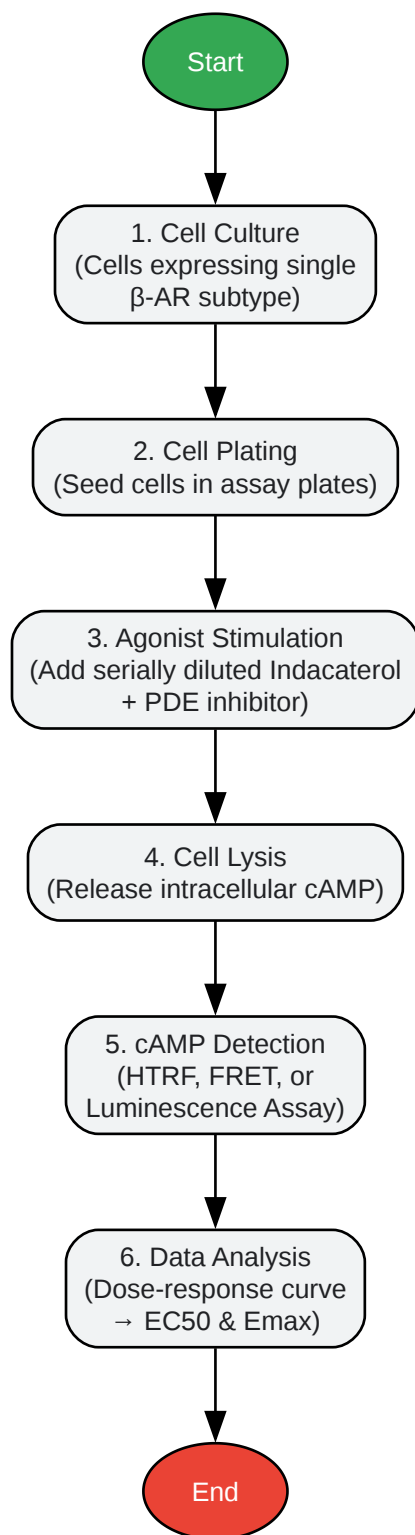 Start
1. Cell Culture
(Cells expressing single
β-AR subtype)
2. Cell Plating
(Seed cells in assay plates)
3. Agonist Stimulation
(Add serially diluted Indacaterol
+ PDE inhibitor)
4. Cell Lysis
(Release intracellular cAMP)
5. cAMP Detection
(HTRF, FRET, or
Luminescence Assay)
6. Data Analysis
(Dose-response curve
→ EC50 & Emax)
End